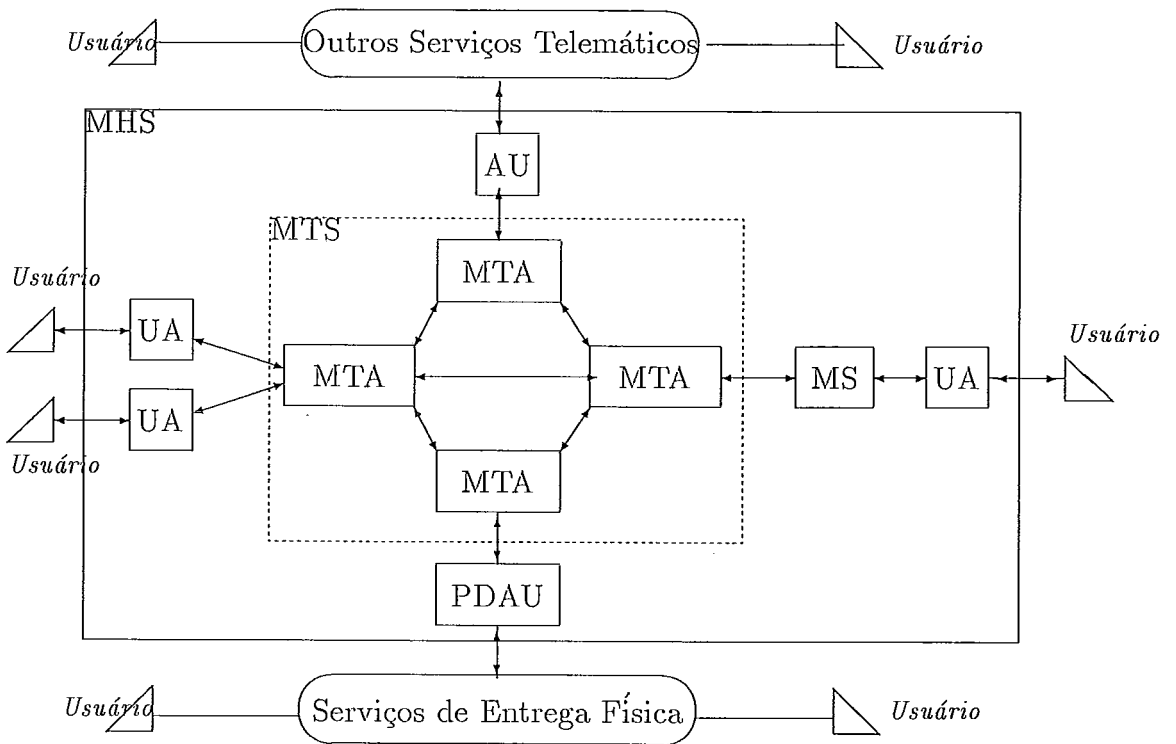 Usuário
Outros Serviços Telemáticos
Usuário
MHS
AU
MTS
MTA
Usuário
UA
MTA
MTA
MS
UA
Usuário
UA
Usuário
MTA
PDAU
Usuário
Serviços de Entrega Física
Usuário